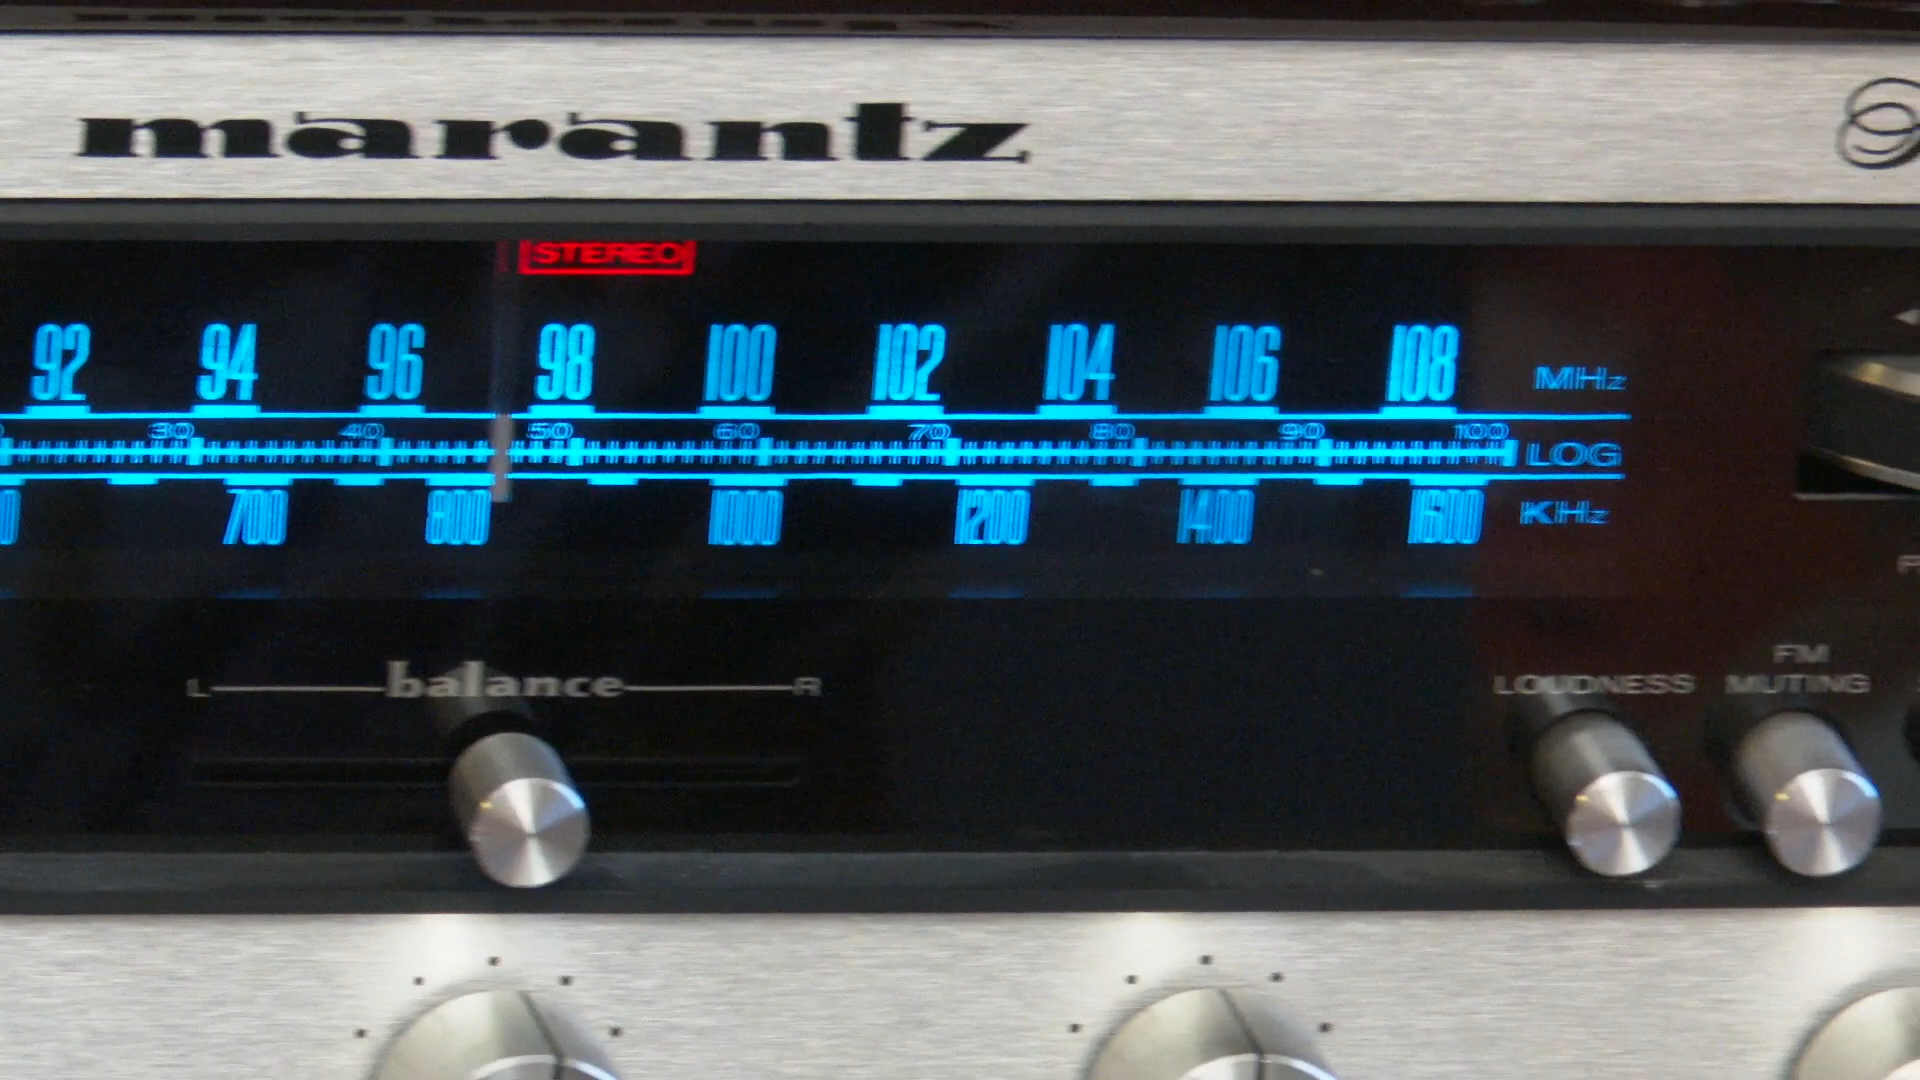 marantz
STEREO
92 94 96 98 100 102 104 106 108 MHz
30 40 50 60 70 80 90 100 LOG
700 800 1000 1200 1400 1600 KHz
L balance R
LOUDNESS
FM
MUTING